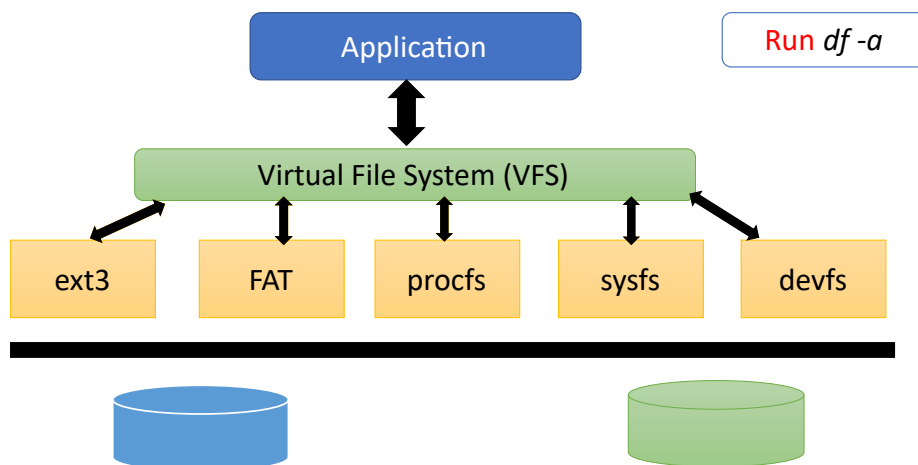 Application
Run df -a
Virtual File System (VFS)
ext3
FAT
procfs
sysfs
devfs